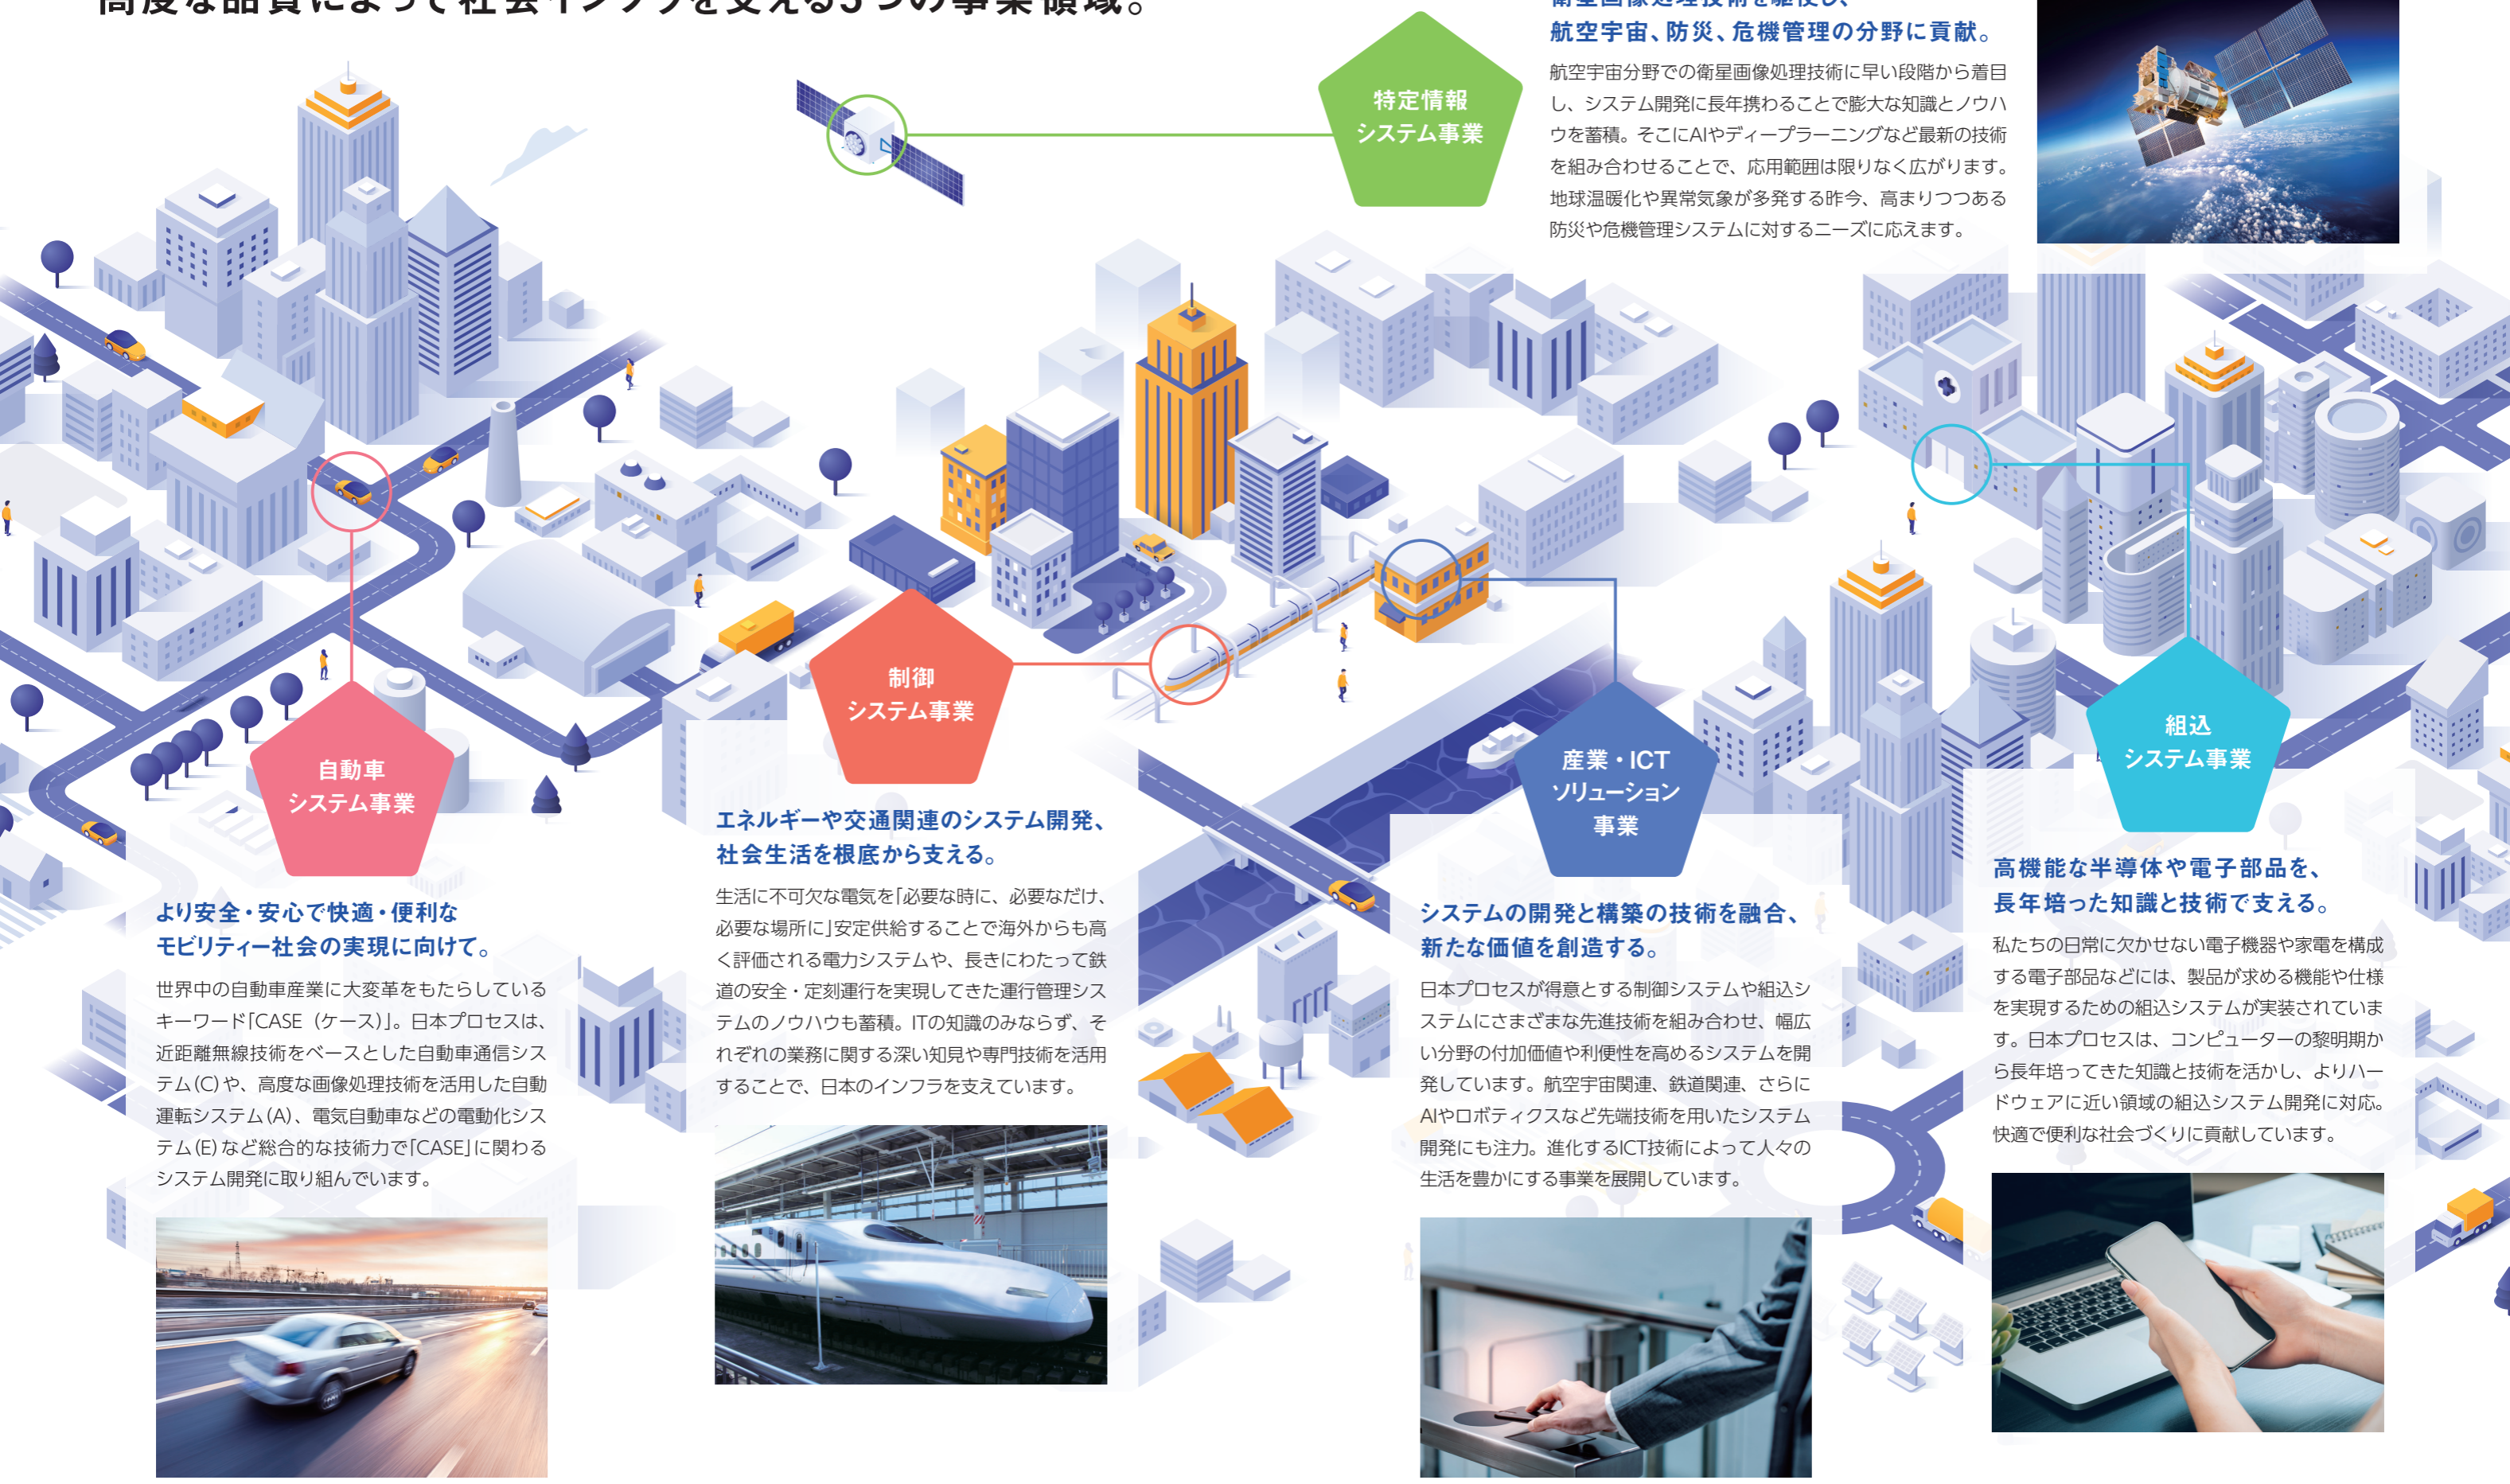 高度な品質によって社会インフラを支える5つの事業領域。
特定情報
システム事業
衛星画像処理技術を駆使し、
航空宇宙、防災、危機管理の分野に貢献。
航空宇宙分野での衛星画像処理技術に早い段階から着目
し、システム開発に長年携わることで膨大な知識とノウハ
ウを蓄積。そこにAIやディープラーニングなど最新の技術
を組み合わせることで、応用範囲は限りなく広がります。
地球温暖化や異常気象が多発する昨今、高まりつつある
防災や危機管理システムに対するニーズに応えます。
自動車
システム事業
より安全・安心で快適・便利な
モビリティー社会の実現に向けて。
世界中の自動車産業に大変革をもたらしている
キーワード「CASE（ケース）」。日本プロセスは、
近距離無線技術をベースとした自動車通信シス
テム(C)や、高度な画像処理技術を活用した自動
運転システム(A)、電気自動車などの電動化シス
テム(E)など総合的な技術力で「CASE」に関わる
システム開発に取り組んでいます。
制御
システム事業
エネルギーや交通関連のシステム開発、
社会生活を根底から支える。
生活に不可欠な電気を「必要な時に、必要なだけ、
必要な場所に」安定供給することで海外からも高
く評価される電力システムや、長きにわたって鉄
道の安全・定刻運行を実現してきた運行管理シス
テムのノウハウも蓄積。ITの知識のみならず、そ
れぞれの業務に関する深い知見や専門技術を活用
することで、日本のインフラを支えています。
産業・ICT
ソリューション
事業
システムの開発と構築の技術を融合、
新たな価値を創造する。
日本プロセスが得意とする制御システムや組込シ
ステムにさまざまな先進技術を組み合わせ、幅広
い分野の付加価値や利便性を高めるシステムを開
発しています。航空宇宙関連、鉄道関連、さらに
AIやロボティクスなど先端技術を用いたシステム
開発にも注力。進化するICT技術によって人々の
生活を豊かにする事業を展開しています。
組込
システム事業
高機能な半導体や電子部品を、
長年培った知識と技術で支える。
私たちの日常に欠かせない電子機器や家電を構成
する電子部品などには、製品が求める機能や仕様
を実現するための組込システムが実装されていま
す。日本プロセスは、コンピューターの黎明期か
ら長年培ってきた知識と技術を活かし、よりハー
ドウェアに近い領域の組込システム開発に対応。
快適で便利な社会づくりに貢献しています。